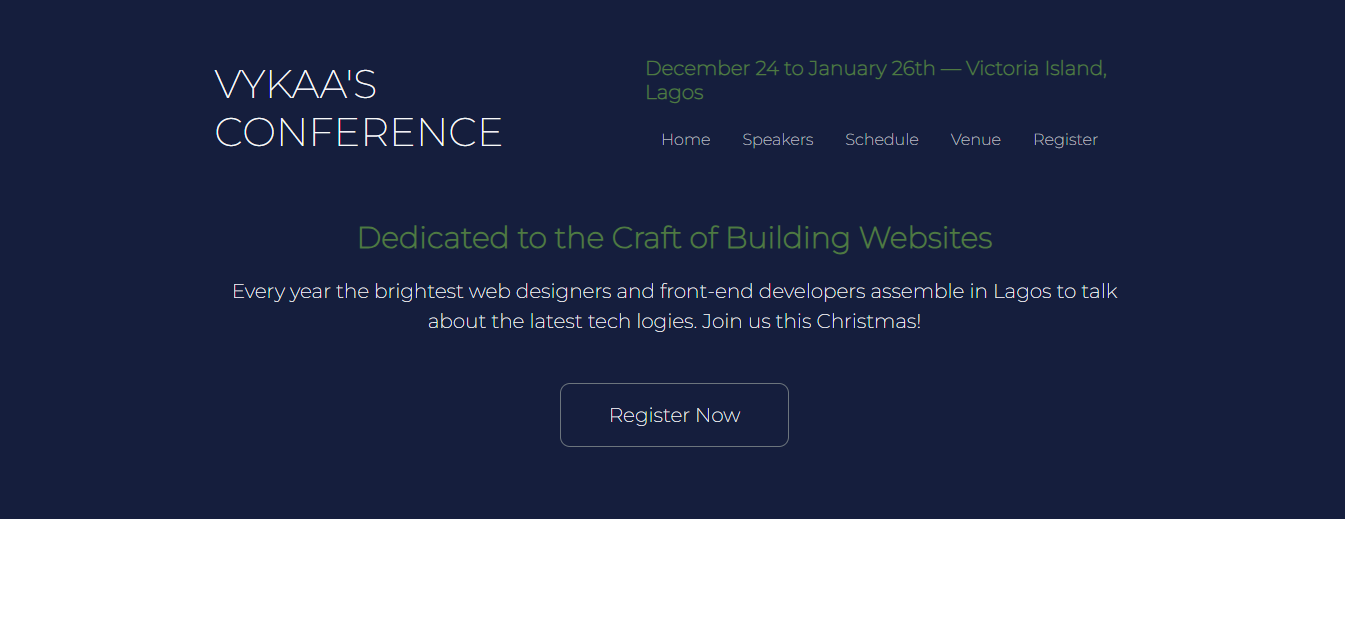 VYKAA'S
CONFERENCE
December 24 to January 26th — Victoria Island,
Lagos
Home Speakers Schedule Venue Register
Dedicated to the Craft of Building Websites
Every year the brightest web designers and front-end developers assemble in Lagos to talk
about the latest tech logies. Join us this Christmas!
Register Now